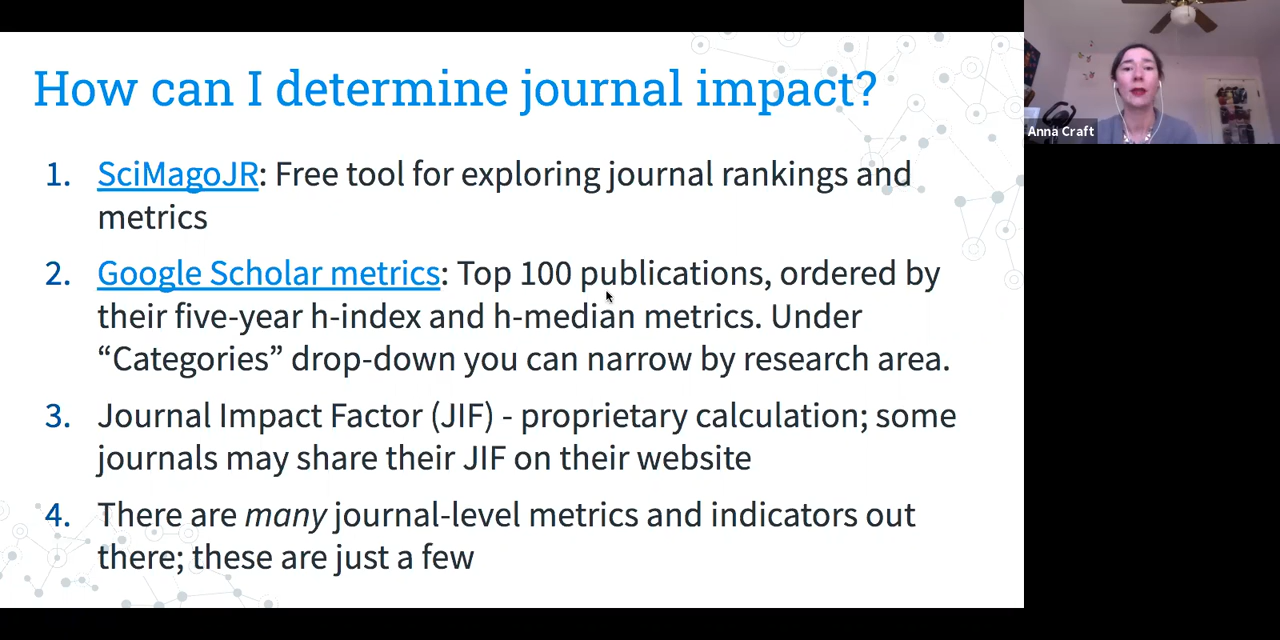 How can I determine journal impact?
1. SciMagoJR: Free tool for exploring journal rankings and
metrics
2. Google Scholar metrics: Top 100 publications, ordered by
their five-year h-index and h-median metrics. Under
“Categories” drop-down you can narrow by research area.
3. Journal Impact Factor (JIF) - proprietary calculation; some
journals may share their JIF on their website
4. There are many journal-level metrics and indicators out
there; these are just a few
Anna Craft